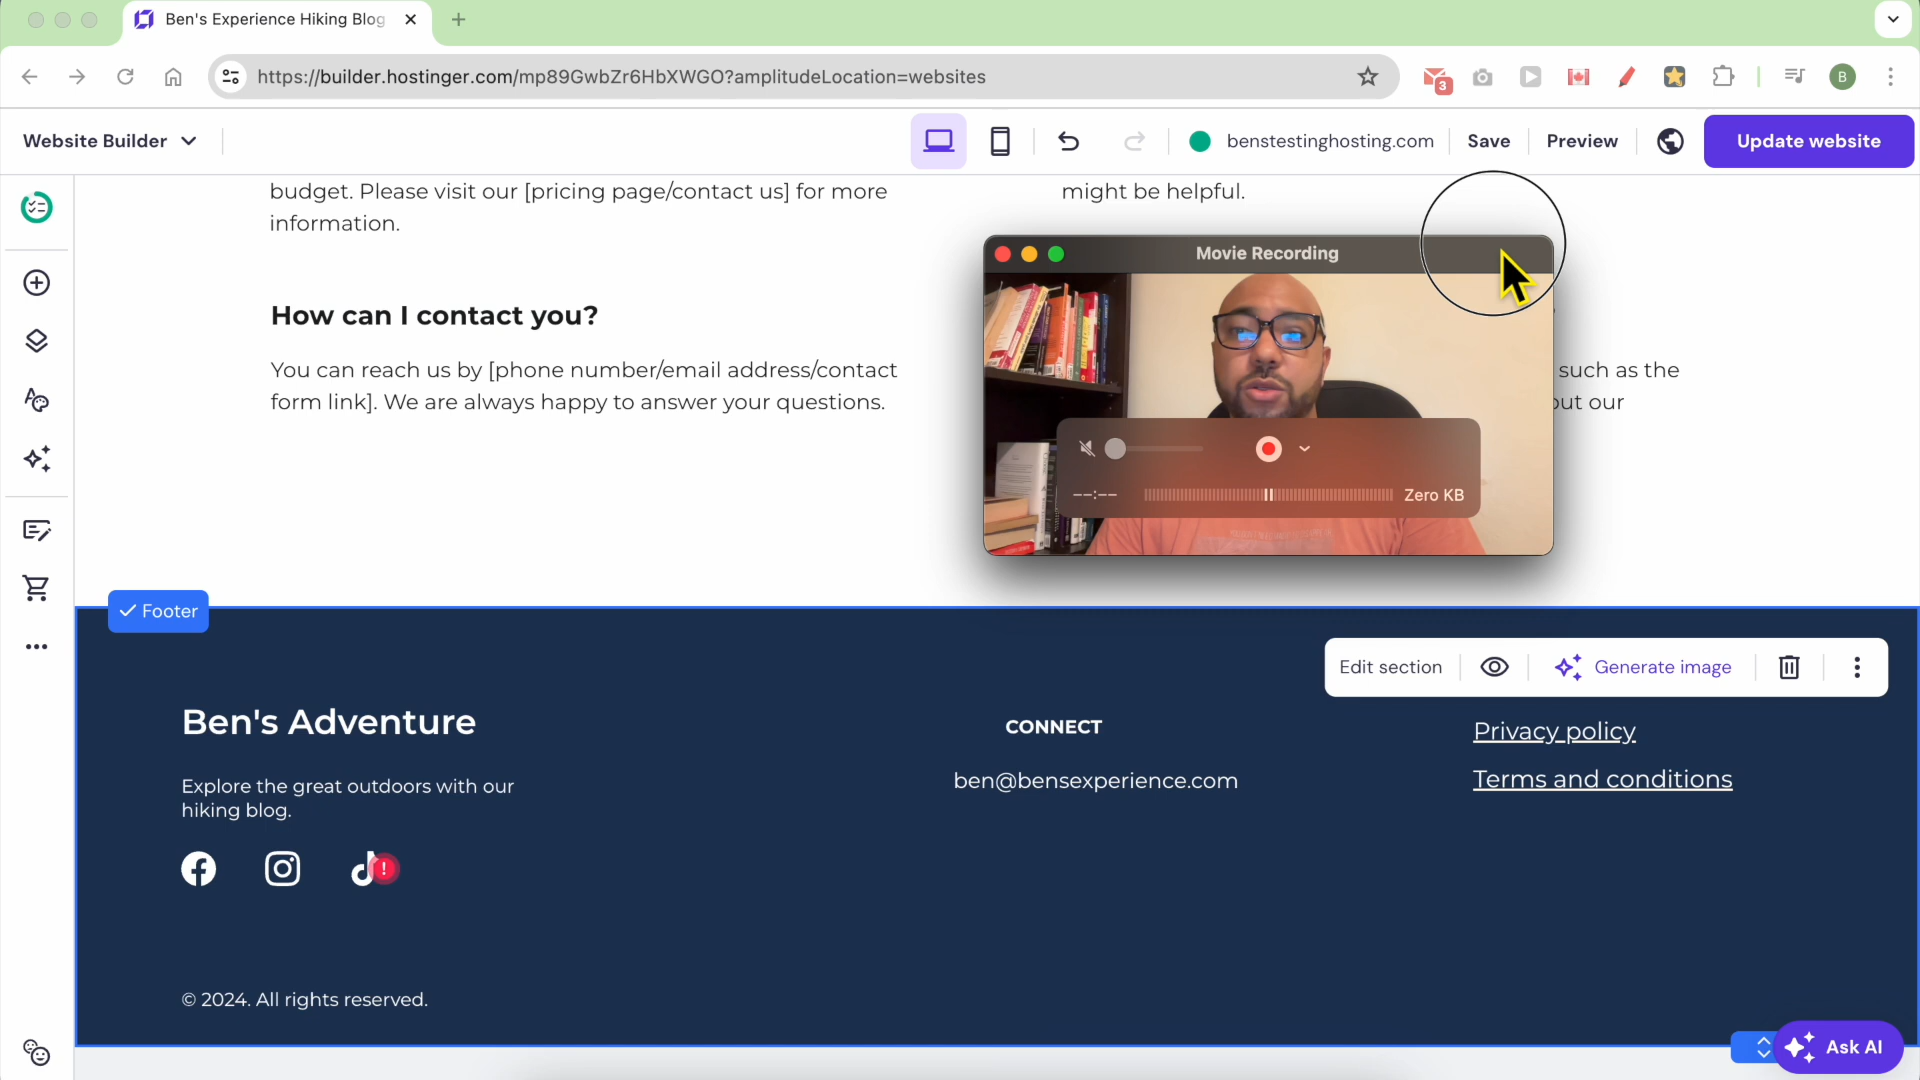 Ben's Experience Hiking Blog
https://builder.hostinger.com/mp89GwbZr6HbXWGO?amplitudeLocation=websites
3
B
Website Builder
benstestinghosting.com
Save
Preview
Update website
budget. Please visit our [pricing page/contact us] for more
information.
might be helpful.
Movie Recording
How can I contact you?
You can reach us by [phone number/email address/contact
form link]. We are always happy to answer your questions.
such as the
out our
--:--
Zero KB
Footer
Edit section
Generate image
Ben's Adventure
Explore the great outdoors with our
hiking blog.
CONNECT
ben@bensexperience.com
Privacy policy
Terms and conditions
© 2024. All rights reserved.
Ask AI